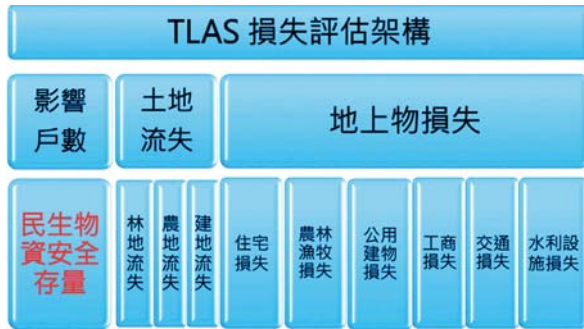 TLAS 損失評估架構
影響
戶數
土地
流失
地上物損失
民生物
資安全
存量
林地流失
農地流失
建地流失
住宅
損失
農林
漁牧
損失
公用
建物
損失
工商
損失
交通
損失
水利設
施損失